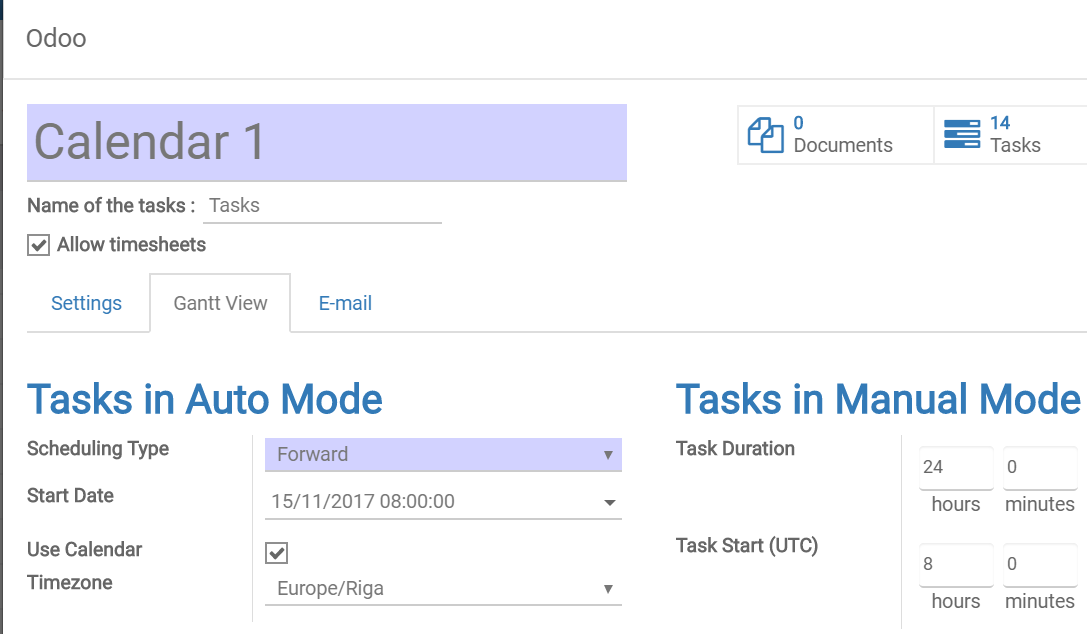 Odoo
Calendar 1
0
Documents
14
Tasks
Name of the tasks : Tasks
Allow timesheets
Settings Gantt View E-mail
Tasks in Auto Mode
Scheduling Type Forward
Start Date 15/11/2017 08:00:00
Use Calendar
Timezone Europe/Riga
Tasks in Manual Mode
Task Duration 24 0
hours minutes
Task Start (UTC) 8 0
hours minutes